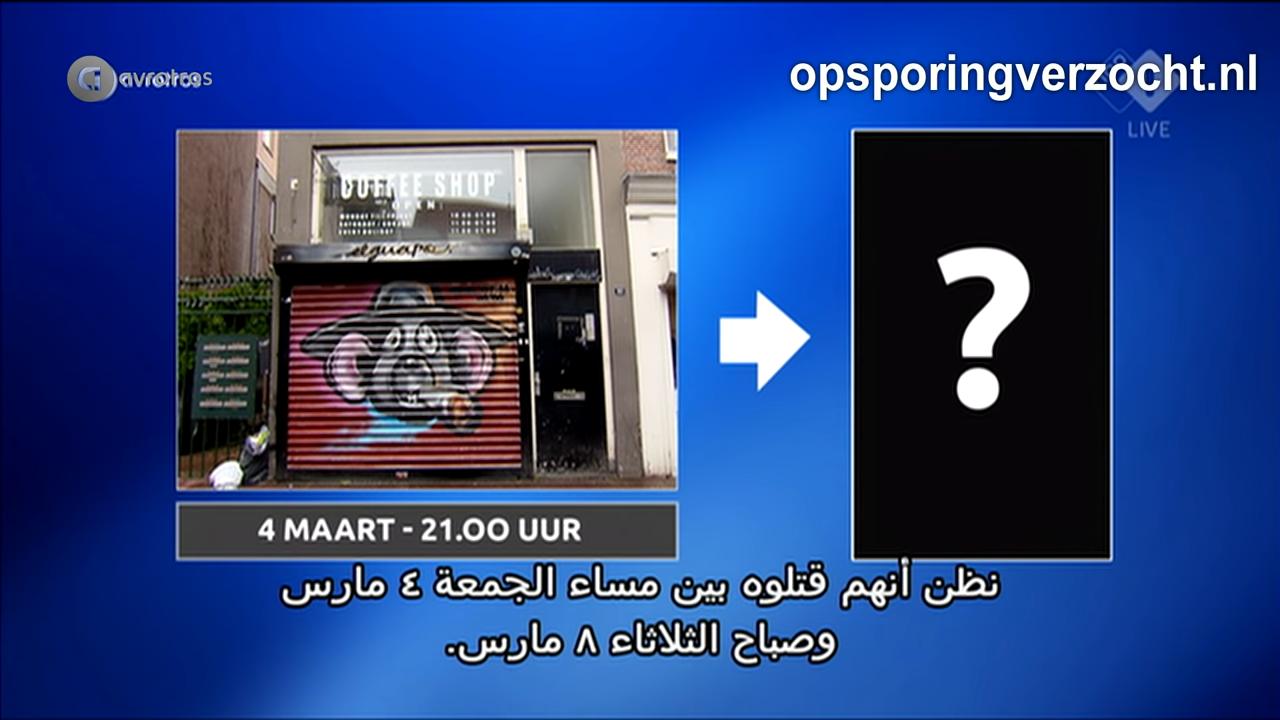 avrotros
opsporingverzocht.nl
LIVE
COFFEE SHOP
OPEN:
elguapo
4 MAART - 21.00 UUR
?
نظن أنهم قتلوه بين مساء الجمعة ٤ مارس
وصباح الثلاثاء ٨ مارس.